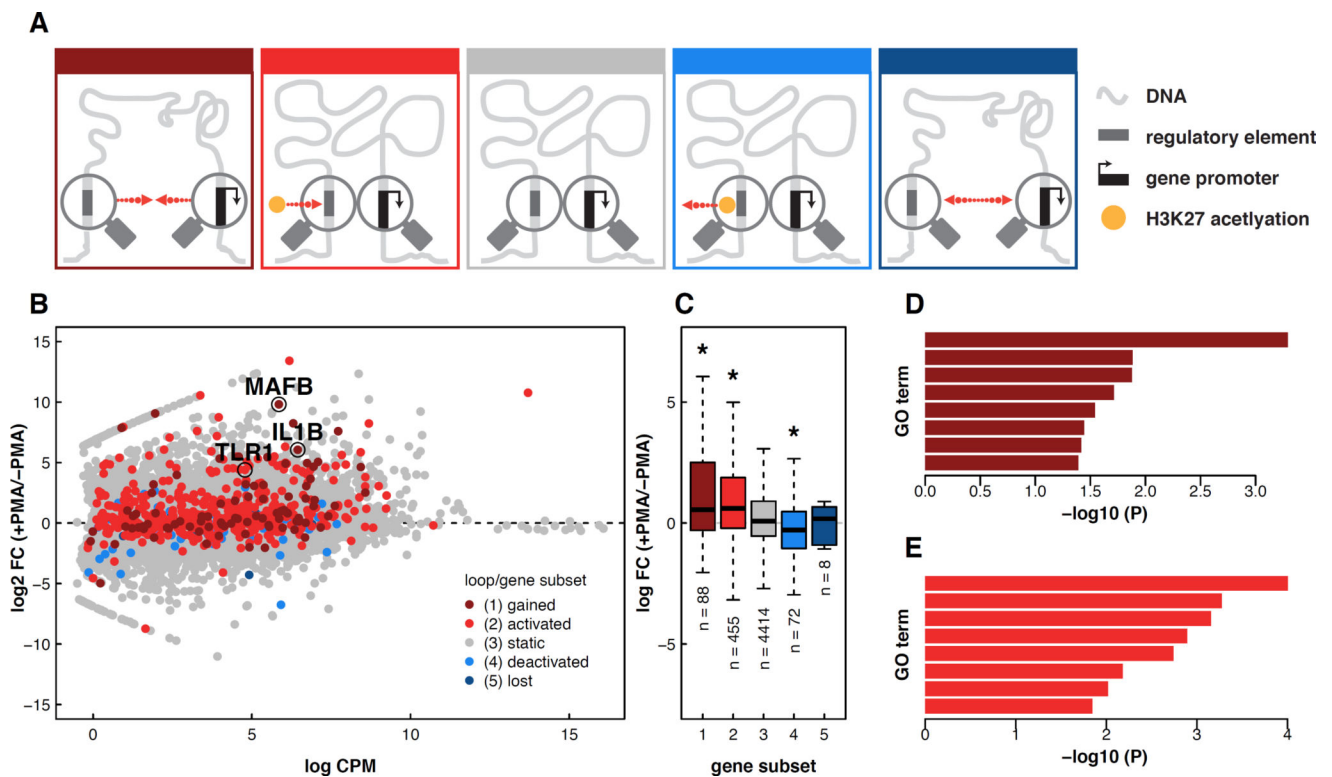 A
DNA
regulatory element
gene promoter
H3K27 acetlyation
B
log2 FC (+PMA/−PMA)
15
10
5
0
−5
−10
−15
MAFB
IL1B
TLR1
loop/gene subset
(1) gained
(2) activated
(3) static
(4) deactivated
(5) lost
0 5 10 15
log CPM
C
log FC (+PMA/−PMA)
5
0
−5
* * *
n = 88
n = 455
n = 4414
n = 72
n = 8
1 2 3 4 5
gene subset
D
GO term
0.0 0.5 1.0 1.5 2.0 2.5 3.0
−log10 (P)
E
GO term
0 1 2 3 4
−log10 (P)